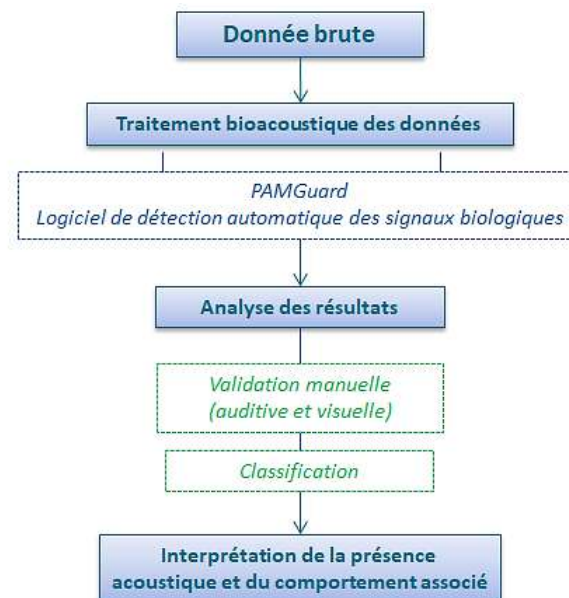 Donnée brute
Traitement bioacoustique des données
PAMGuard
Logiciel de détection automatique des signaux biologiques
Analyse des résultats
Validation manuelle
(auditive et visuelle)
Classification
Interprétation de la présence
acoustique et du comportement associé